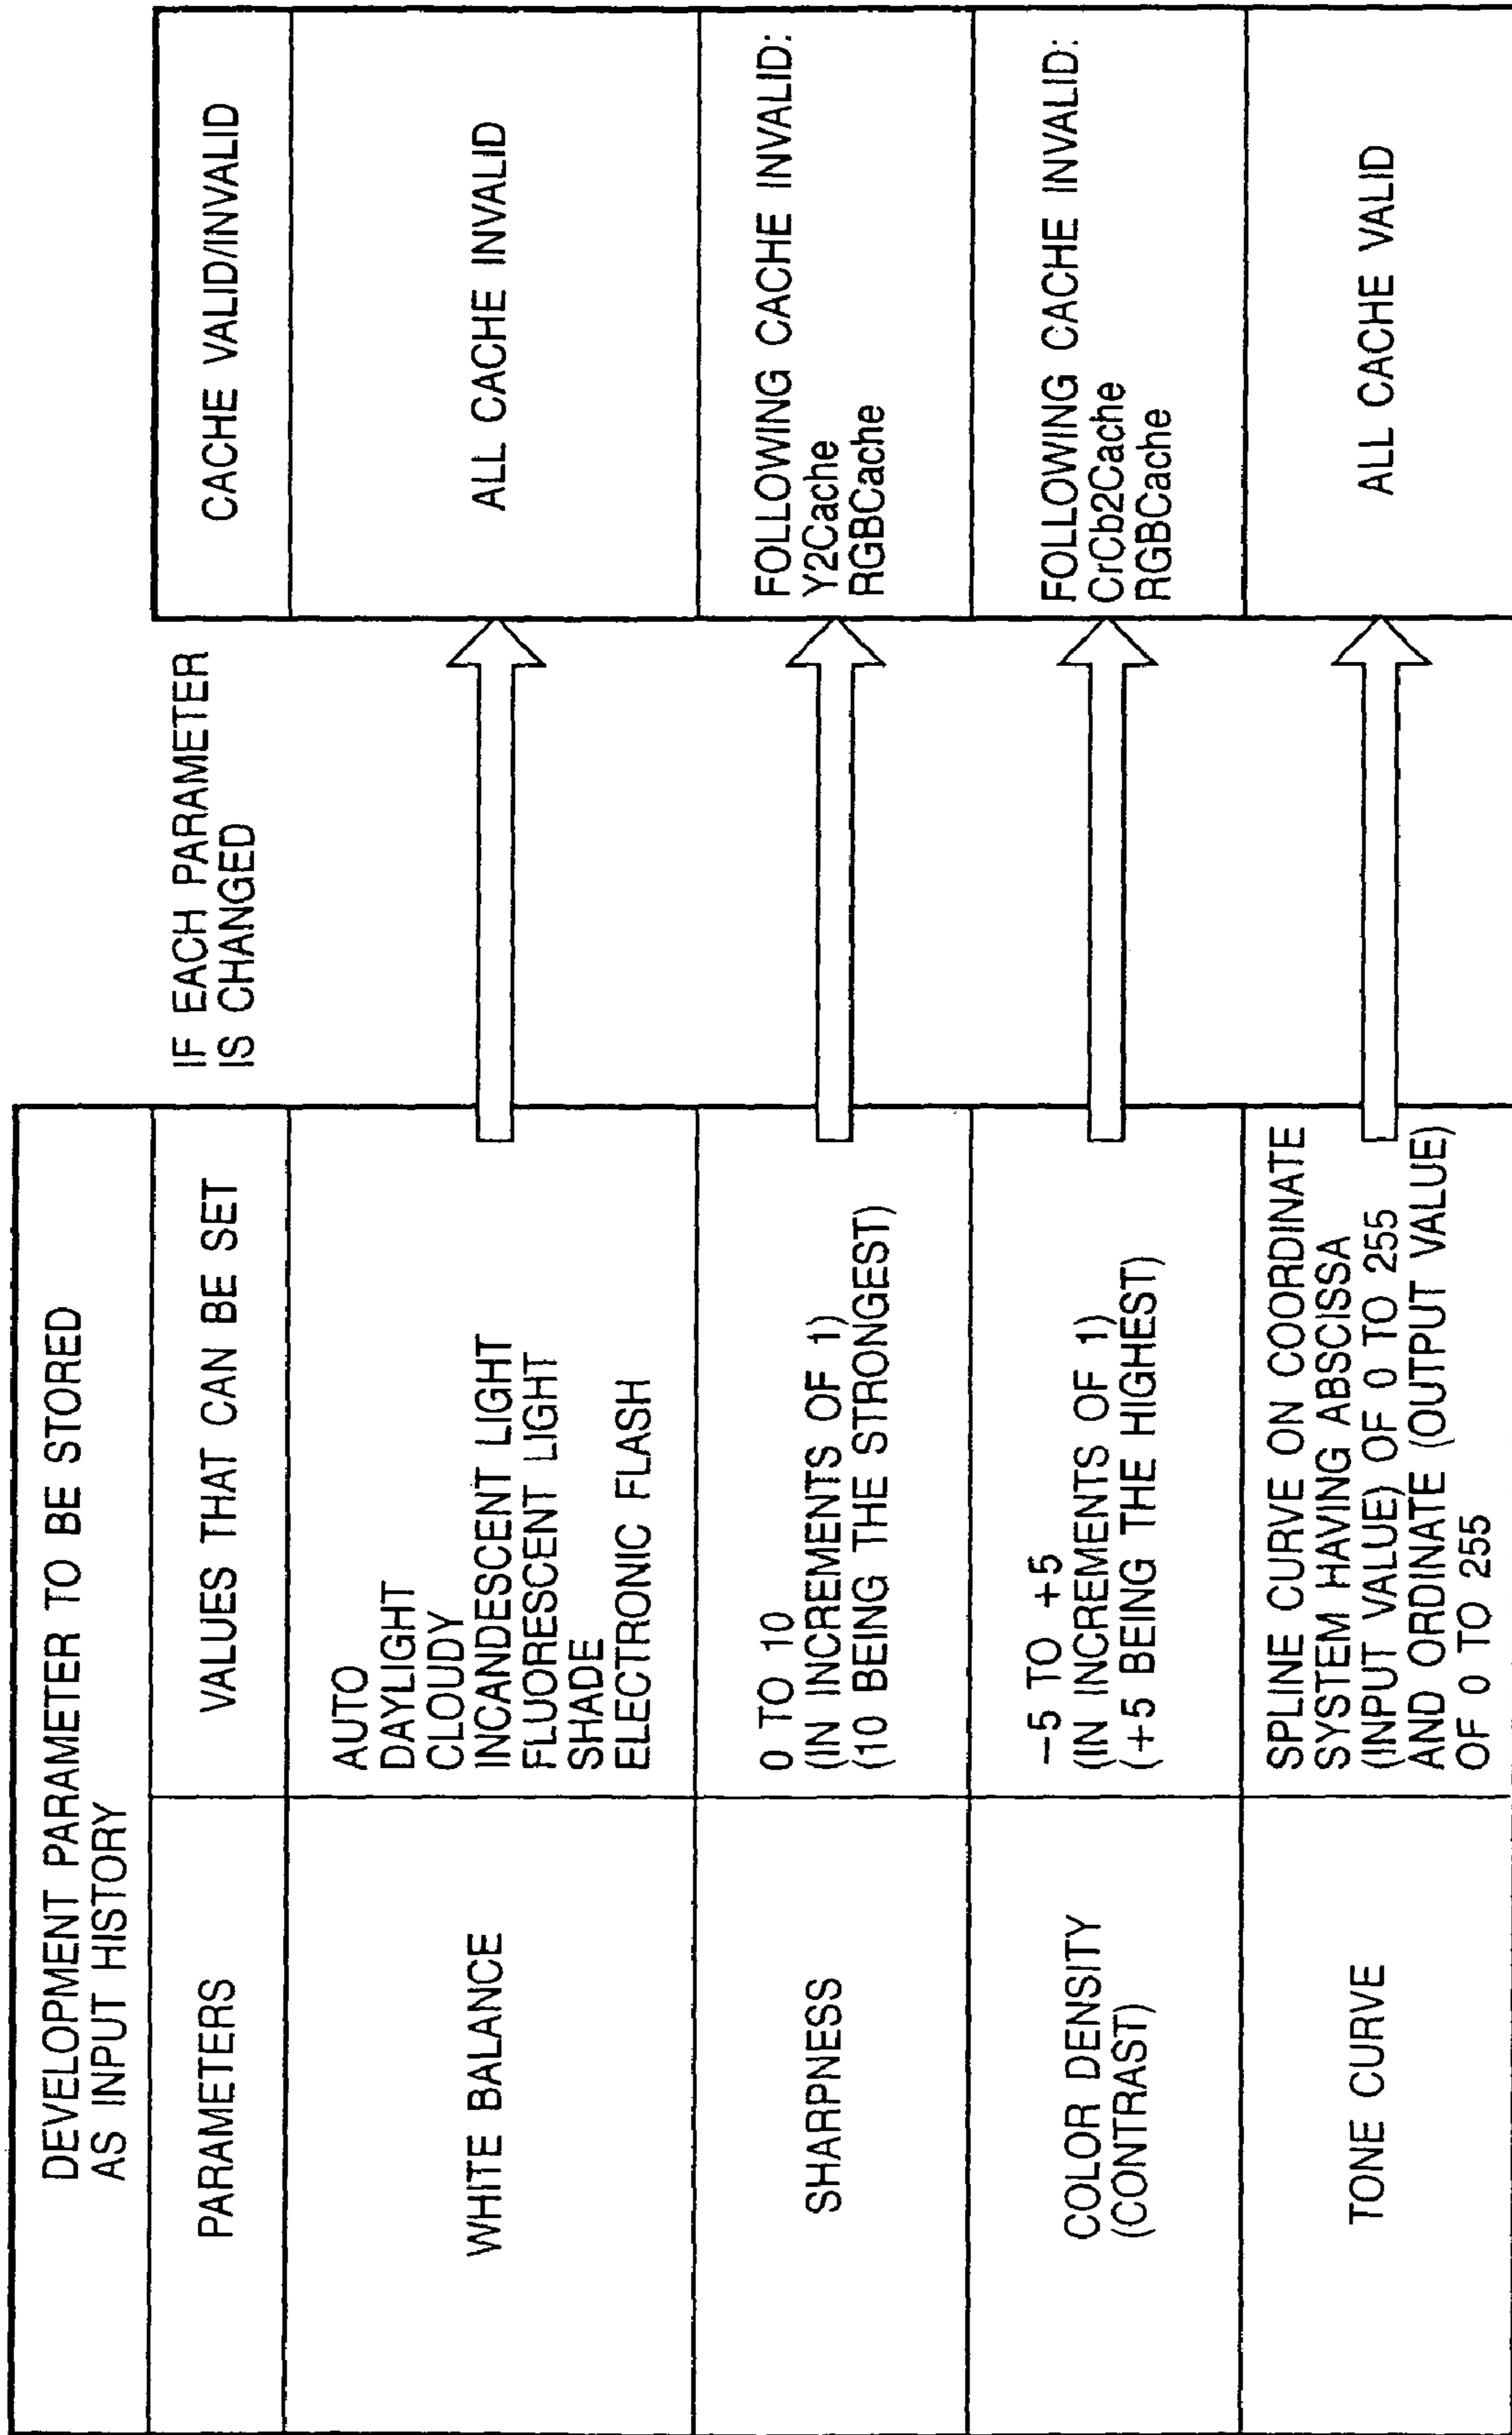 DEVELOPMENT PARAMETER TO BE STORED
AS INPUT HISTORY
PARAMETERS
VALUES THAT CAN BE SET
IF EACH PARAMETER
IS CHANGED
CACHE VALID/INVALID
WHITE BALANCE
AUTO
DAYLIGHT
CLOUDY
INCANDESCENT LIGHT
FLUORESCENT LIGHT
SHADE
ELECTRONIC FLASH
ALL CACHE INVALID
SHARPNESS
0 TO 10
(IN INCREMENTS OF 1)
(10 BEING THE STRONGEST)
FOLLOWING CACHE INVALID:
Y2Cache
RGBCache
COLOR DENSITY
(CONTRAST)
−5 TO +5
(IN INCREMENTS OF 1)
(+5 BEING THE HIGHEST)
FOLLOWING CACHE INVALID:
CrCb2Cache
RGBCache
TONE CURVE
SPLINE CURVE ON COORDINATE
SYSTEM HAVING ABSCISSA
(INPUT VALUE) OF 0 TO 255
AND ORDINATE (OUTPUT VALUE)
OF 0 TO 255
ALL CACHE VALID